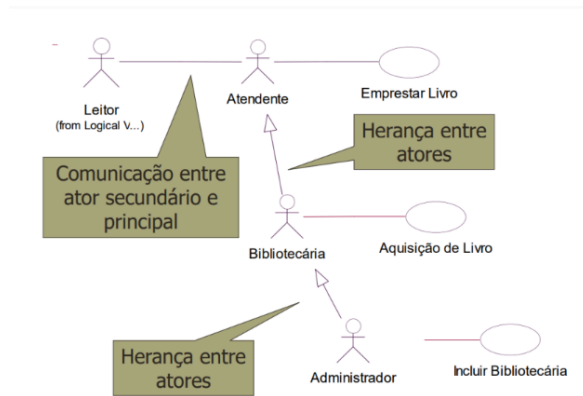 Leitor
(from Logical V...)
Atendente
Emprestar Livro
Comunicação entre
ator secundário e
principal
Herança entre
atores
Bibliotecária
Aquisição de Livro
Herança entre
atores
Administrador
Incluir Bibliotecária